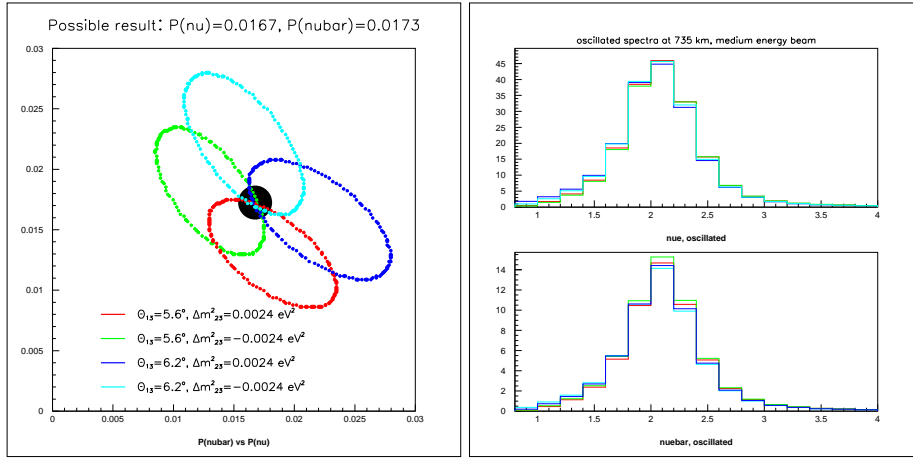 Possible result: P(nu)=0.0167, P(nubar)=0.0173
0.03
0.025
0.02
0.015
0.01
0.005
0
Θ₁₃=5.6°, Δm²₂₃=0.0024 eV²
Θ₁₃=5.6°, Δm²₂₃=−0.0024 eV²
Θ₁₃=6.2°, Δm²₂₃=0.0024 eV²
Θ₁₃=6.2°, Δm²₂₃=−0.0024 eV²
0 0.005 0.01 0.015 0.02 0.025 0.03
P(nubar) vs P(nu)
oscillated spectra at 735 km, medium energy beam
45
40
35
30
25
20
15
10
5
0
1 1.5 2 2.5 3 3.5 4
nue, oscillated
14
12
10
8
6
4
2
0
1 1.5 2 2.5 3 3.5 4
nuebar, oscillated